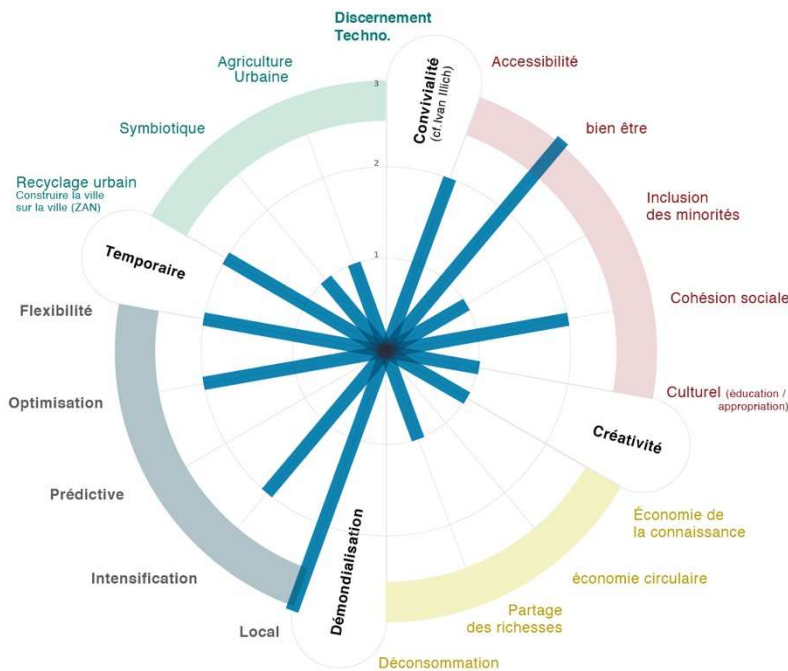 Discernement
Techno.
Agriculture
Urbaine
Symbiotique
Recyclage urbain
Construire la ville
sur la ville (ZAN)
Temporaire
Flexibilité
Optimisation
Prédictive
Intensification
Local
Démondialisation
Déconsommation
Partage
des richesses
économie circulaire
Économie de
la connaissance
Créativité
Culturel (éducation /
appropriation)
Cohésion sociale
Inclusion
des minorités
bien être
Accessibilité
Convivialité
(cf.Ivan Illich)
3
2
1